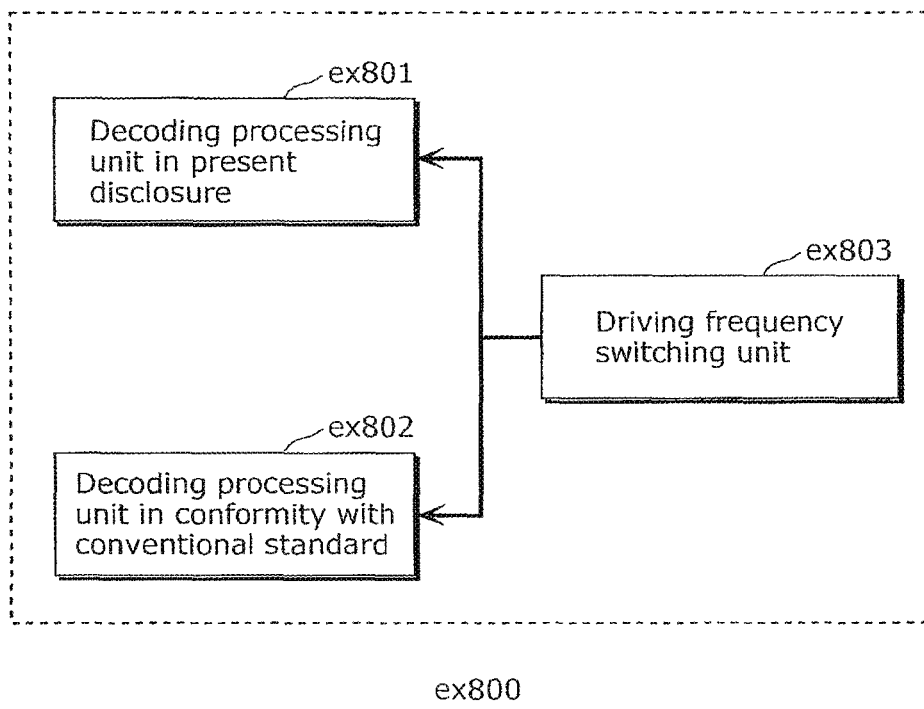 ex801
Decoding processing
unit in present
disclosure
ex803
Driving frequency
switching unit
ex802
Decoding processing
unit in conformity with
conventional standard
ex800